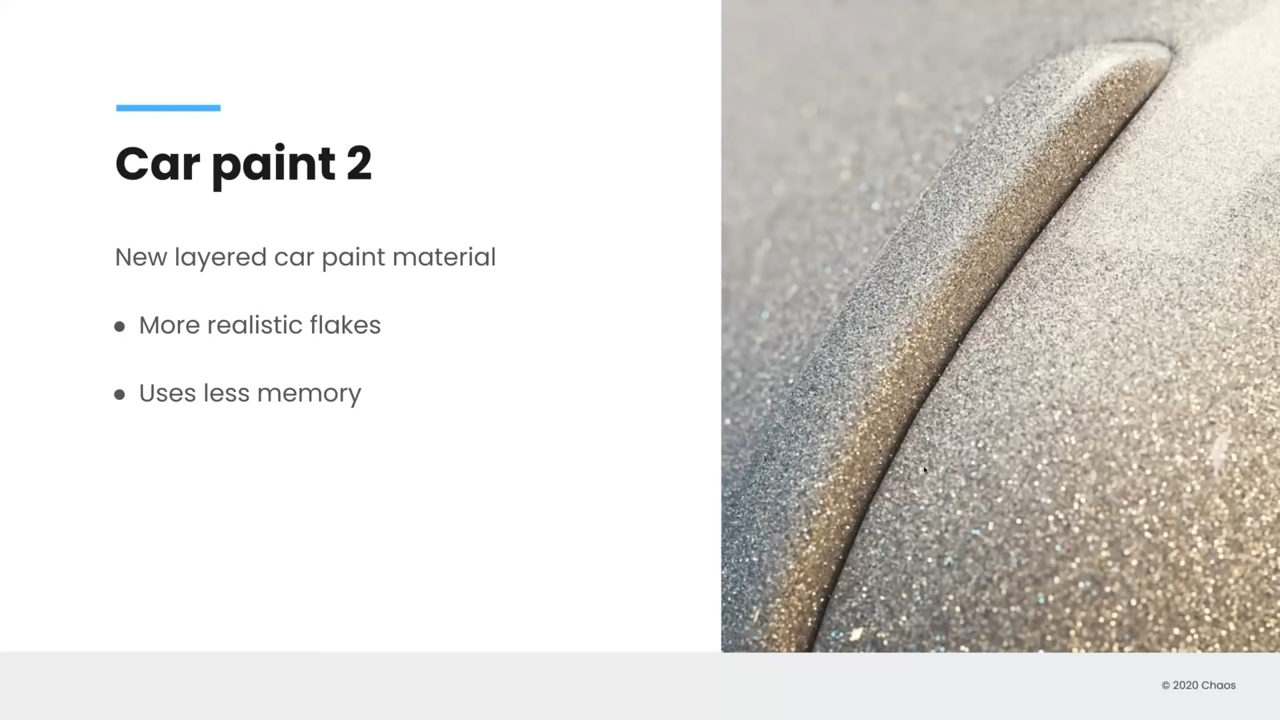 Car paint 2
New layered car paint material
• More realistic flakes
• Uses less memory
© 2020 Chaos